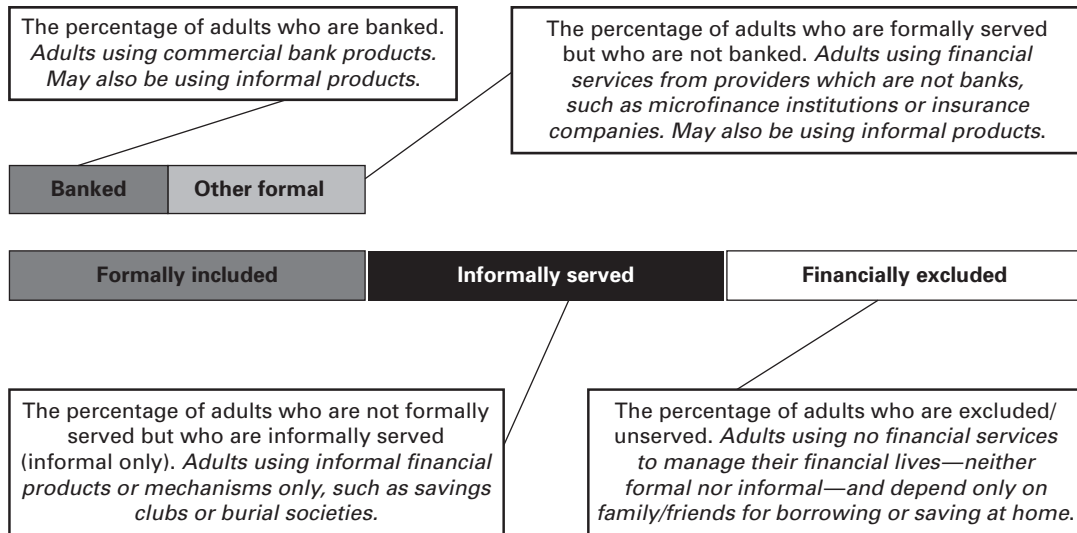 The percentage of adults who are banked.
Adults using commercial bank products.
May also be using informal products.
The percentage of adults who are formally served
but who are not banked. Adults using financial
services from providers which are not banks,
such as microfinance institutions or insurance
companies. May also be using informal products.
Banked
Other formal
Formally included
Informally served
Financially excluded
The percentage of adults who are not formally
served but who are informally served
(informal only). Adults using informal financial
products or mechanisms only, such as savings
clubs or burial societies.
The percentage of adults who are excluded/
unserved. Adults using no financial services
to manage their financial lives—neither
formal nor informal—and depend only on
family/friends for borrowing or saving at home.